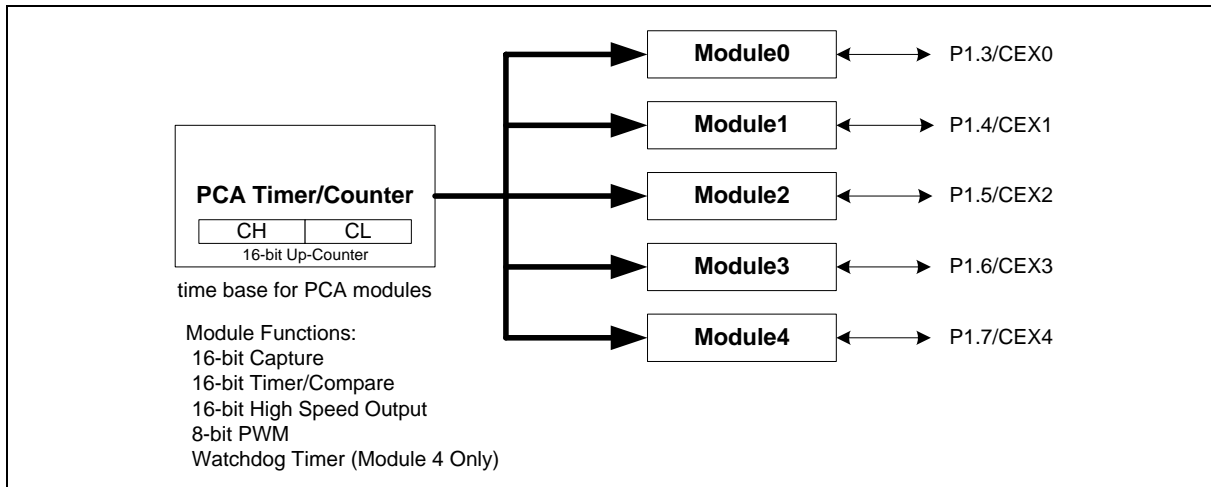 PCA Timer/Counter
CH CL
16-bit Up-Counter
time base for PCA modules
Module Functions:
16-bit Capture
16-bit Timer/Compare
16-bit High Speed Output
8-bit PWM
Watchdog Timer (Module 4 Only)
Module0 P1.3/CEX0
Module1 P1.4/CEX1
Module2 P1.5/CEX2
Module3 P1.6/CEX3
Module4 P1.7/CEX4